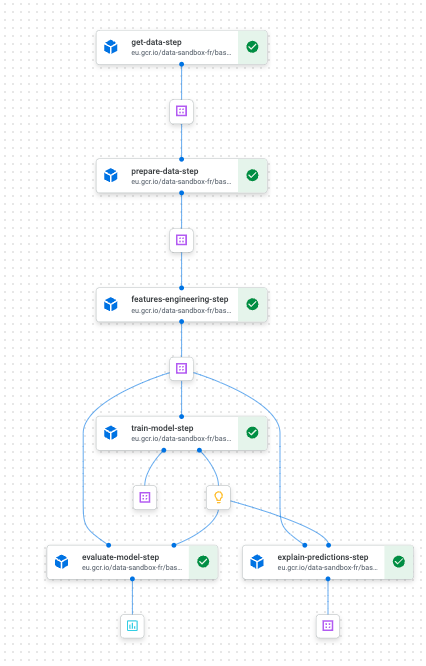 get-data-step
eu.gcr.io/data-sandbox-fr/bas...
prepare-data-step
eu.gcr.io/data-sandbox-fr/bas...
features-engineering-step
eu.gcr.io/data-sandbox-fr/bas...
train-model-step
eu.gcr.io/data-sandbox-fr/bas...
evaluate-model-step
eu.gcr.io/data-sandbox-fr/bas...
explain-predictions-step
eu.gcr.io/data-sandbox-fr/bas...